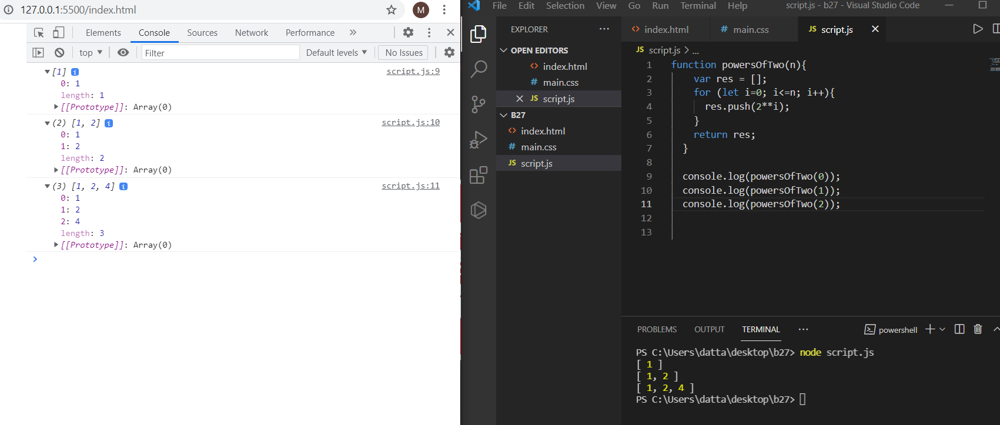 127.0.0.1:5500/index.html
M
Elements Console Sources Network Performance »
top Filter Default levels No Issues
[1] script.js:9
0: 1
length: 1
[[Prototype]]: Array(0)
(2) [1, 2] script.js:10
0: 1
1: 2
length: 2
[[Prototype]]: Array(0)
(3) [1, 2, 4] script.js:11
0: 1
1: 2
2: 4
length: 3
[[Prototype]]: Array(0)
>
File Edit Selection View Go Run Terminal Help script.js - b27 - Visual Studio Code
EXPLORER ...
OPEN EDITORS
<> index.html
# main.css
JS script.js
B27
<> index.html
# main.css
JS script.js
<> index.html # main.css JS script.js
JS script.js > ...
1 function powersOfTwo(n){
2 var res = [];
3 for (let i=0; i<=n; i++){
4 res.push(2**i);
5 }
6 return res;
7 }
8
9 console.log(powersOfTwo(0));
10 console.log(powersOfTwo(1));
11 console.log(powersOfTwo(2));
12
13
PROBLEMS OUTPUT TERMINAL ... powershell
PS C:\Users\datta\desktop\b27> node script.js
[ 1 ]
[ 1, 2 ]
[ 1, 2, 4 ]
PS C:\Users\datta\desktop\b27>